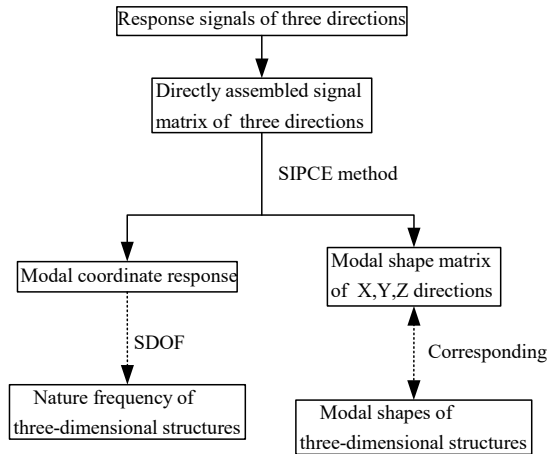 Response signals of three directions
Directly assembled signal
matrix of three directions
SIPCE method
Modal coordinate response
Modal shape matrix
of X,Y,Z directions
SDOF
Corresponding
Nature frequency of
three-dimensional structures
Modal shapes of
three-dimensional structures